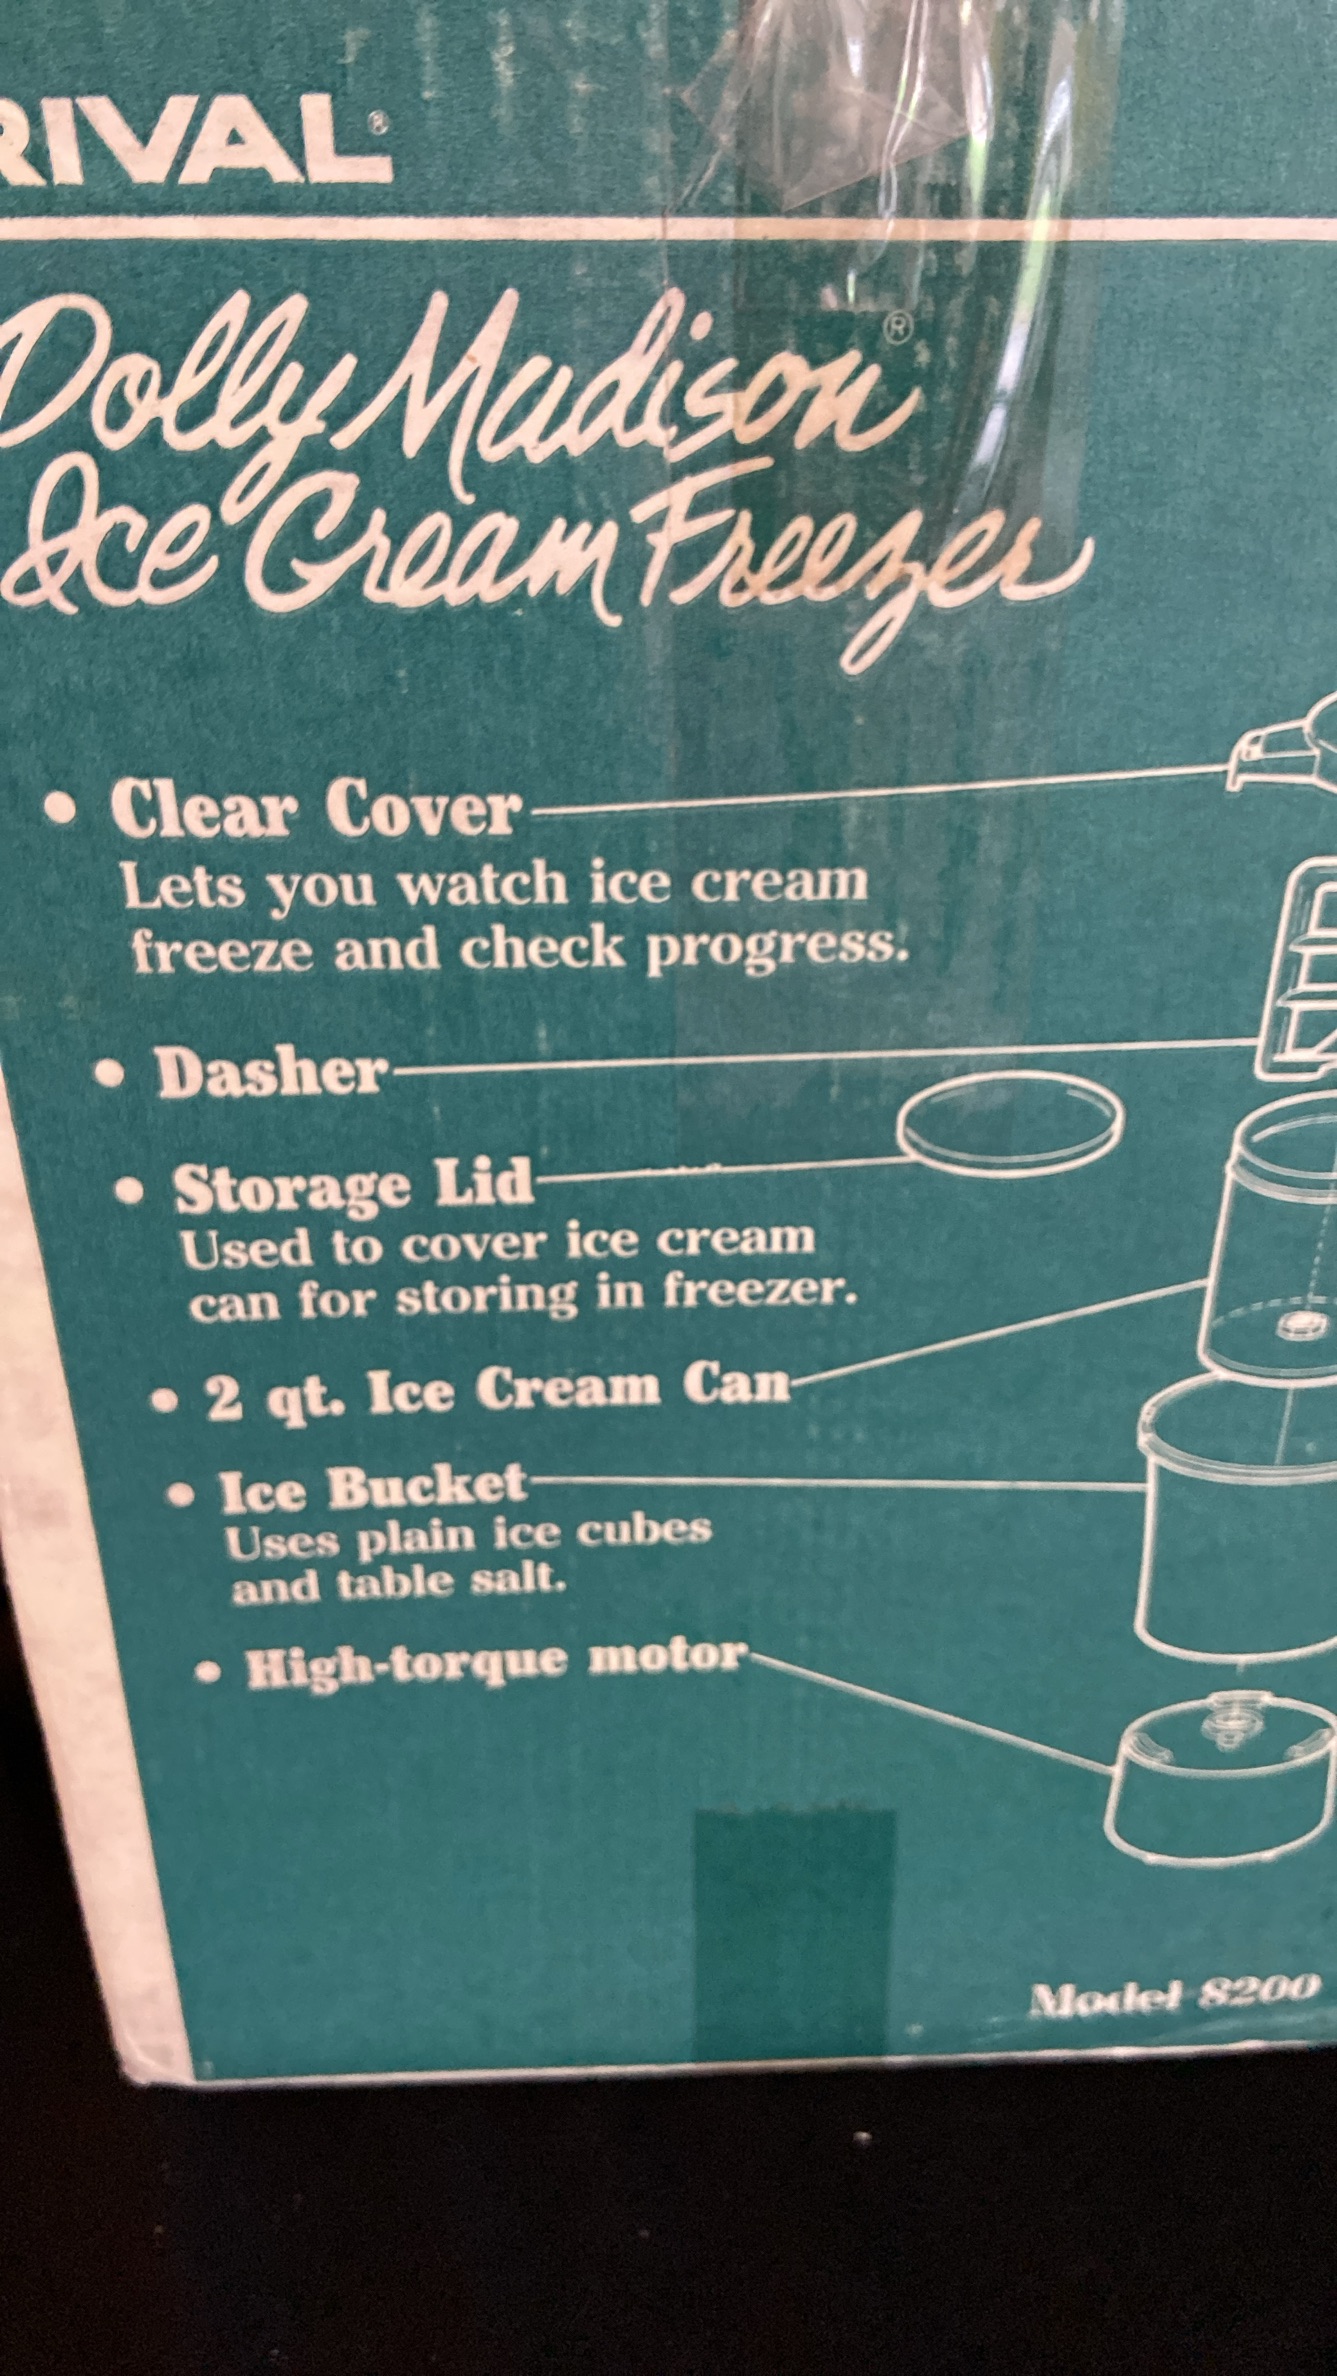 RIVAL®
Dolly Madison®
Ice Cream Freezer
• Clear Cover
Lets you watch ice cream
freeze and check progress.
• Dasher
• Storage Lid
Used to cover ice cream
can for storing in freezer.
• 2 qt. Ice Cream Can
• Ice Bucket
Uses plain ice cubes
and table salt.
• High-torque motor
Model 8200